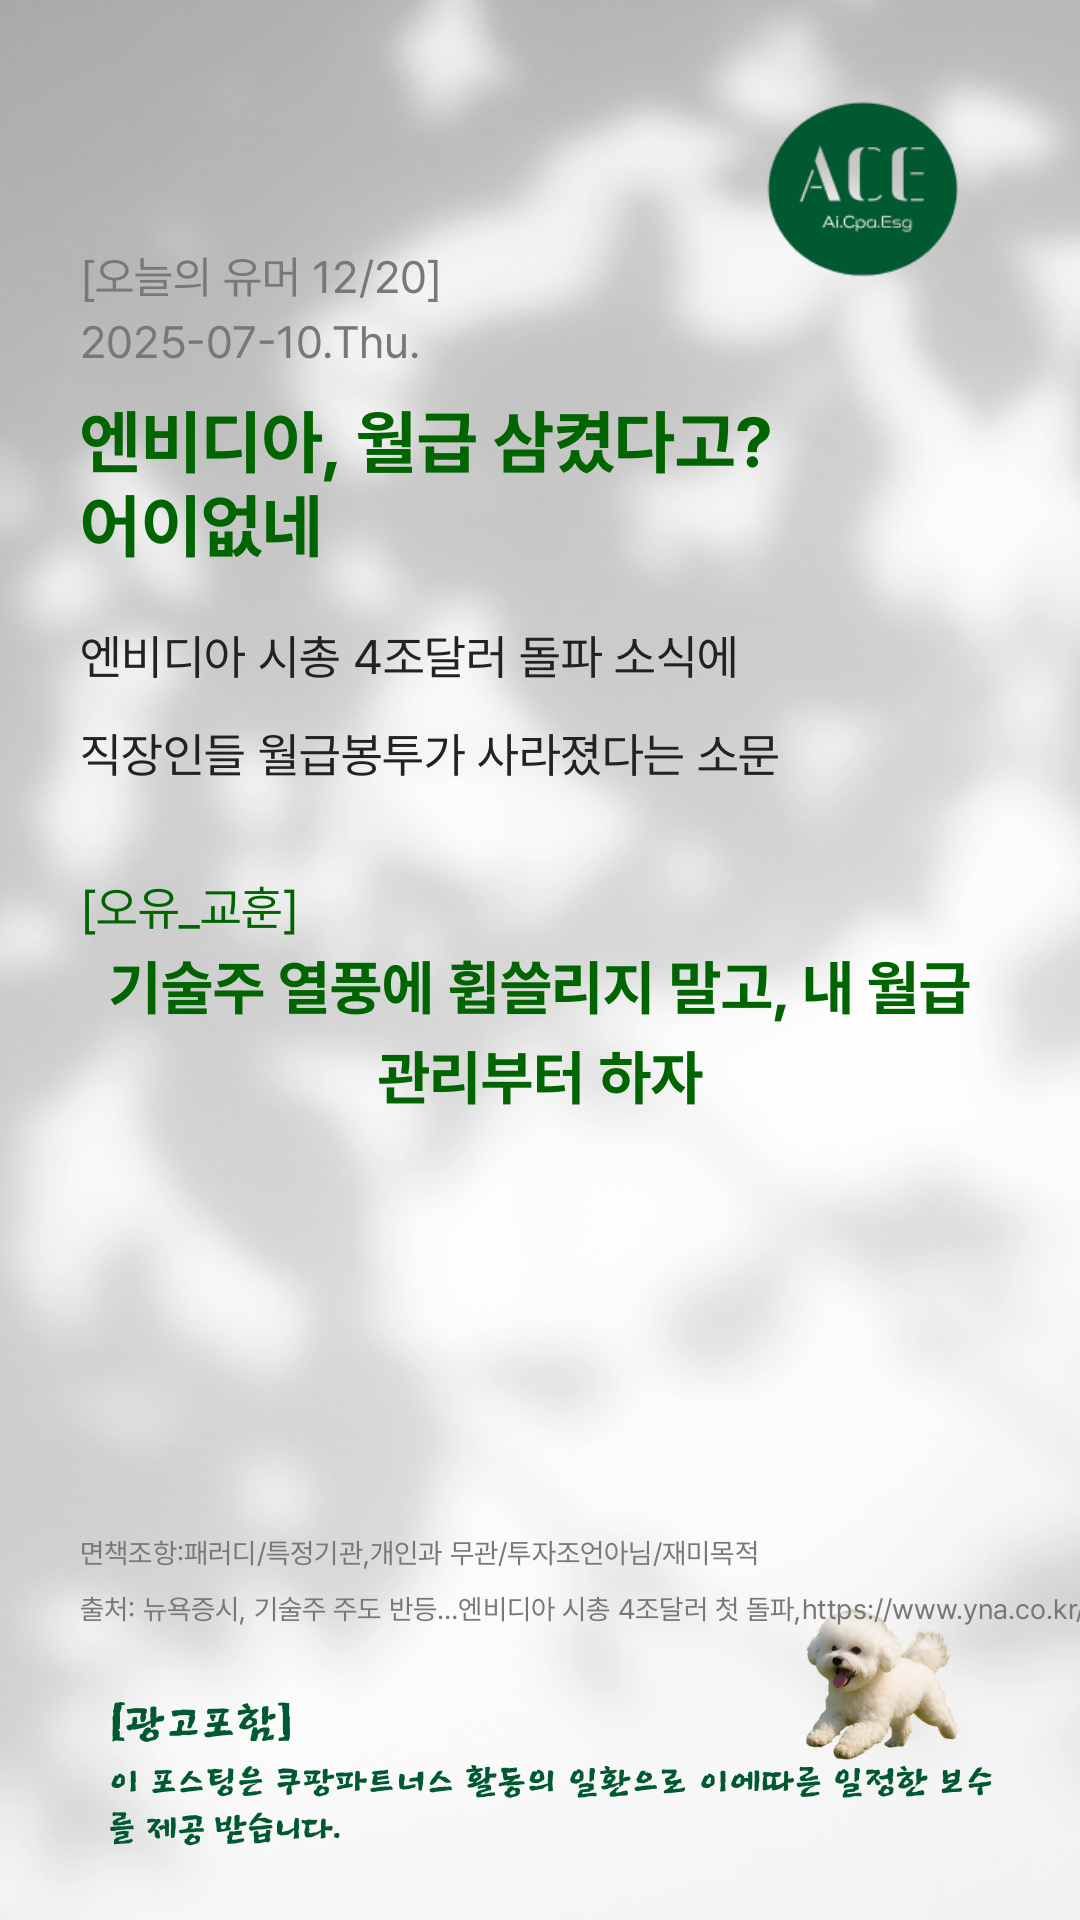 ACE
Ai.Cpa.Esg
[오늘의 유머 12/20]
2025-07-10.Thu.
엔비디아, 월급 삼켰다고?
어이없네
엔비디아 시총 4조달러 돌파 소식에
직장인들 월급봉투가 사라졌다는 소문
[오유_교훈]
기술주 열풍에 휩쓸리지 말고, 내 월급
관리부터 하자
면책조항:패러디/특정기관,개인과 무관/투자조언아님/재미목적
출처: 뉴욕증시, 기술주 주도 반등...엔비디아 시총 4조달러 첫 돌파,https://www.yna.co.kr/
[광고포함]
이 포스팅은 쿠팡파트너스 활동의 일환으로 이에따른 일정한 보수
를 제공 받습니다.